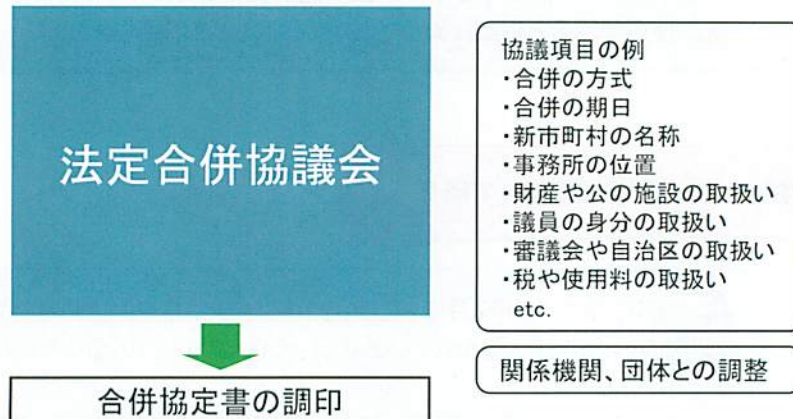 法定合併協議会
協議項目の例
・合併の方式
・合併の期日
・新市町村の名称
・事務所の位置
・財産や公の施設の取扱い
・議員の身分の取扱い
・審議会や自治区の取扱い
・税や使用料の取扱い
etc.
関係機関、団体との調整
合併協定書の調印